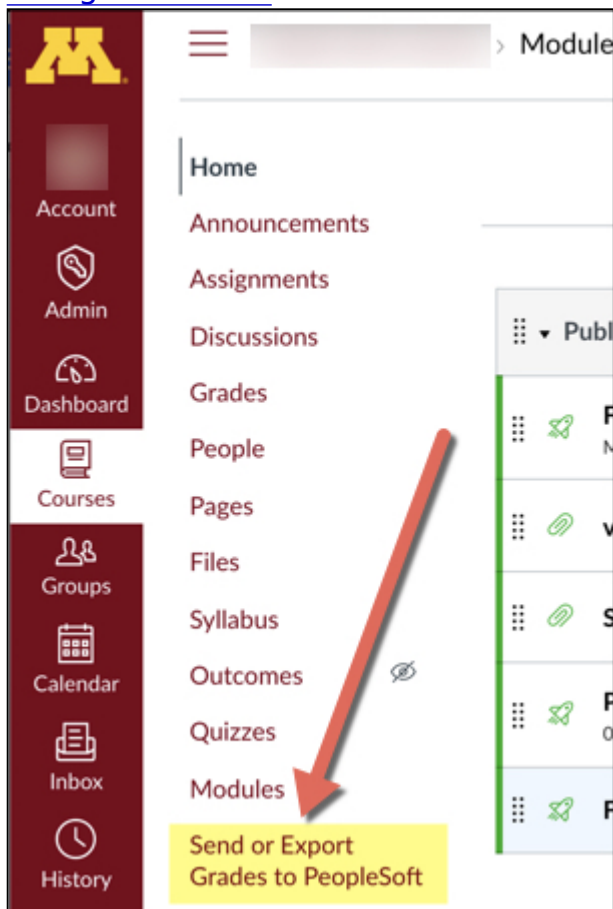 > Module
Account
Admin
Dashboard
Courses
Groups
Calendar
Inbox
History
Home
Announcements
Assignments
Discussions
Grades
People
Pages
Files
Syllabus
Outcomes
Quizzes
Modules
Send or Export
Grades to PeopleSoft
Publ
F
M
v
S
P
0
F